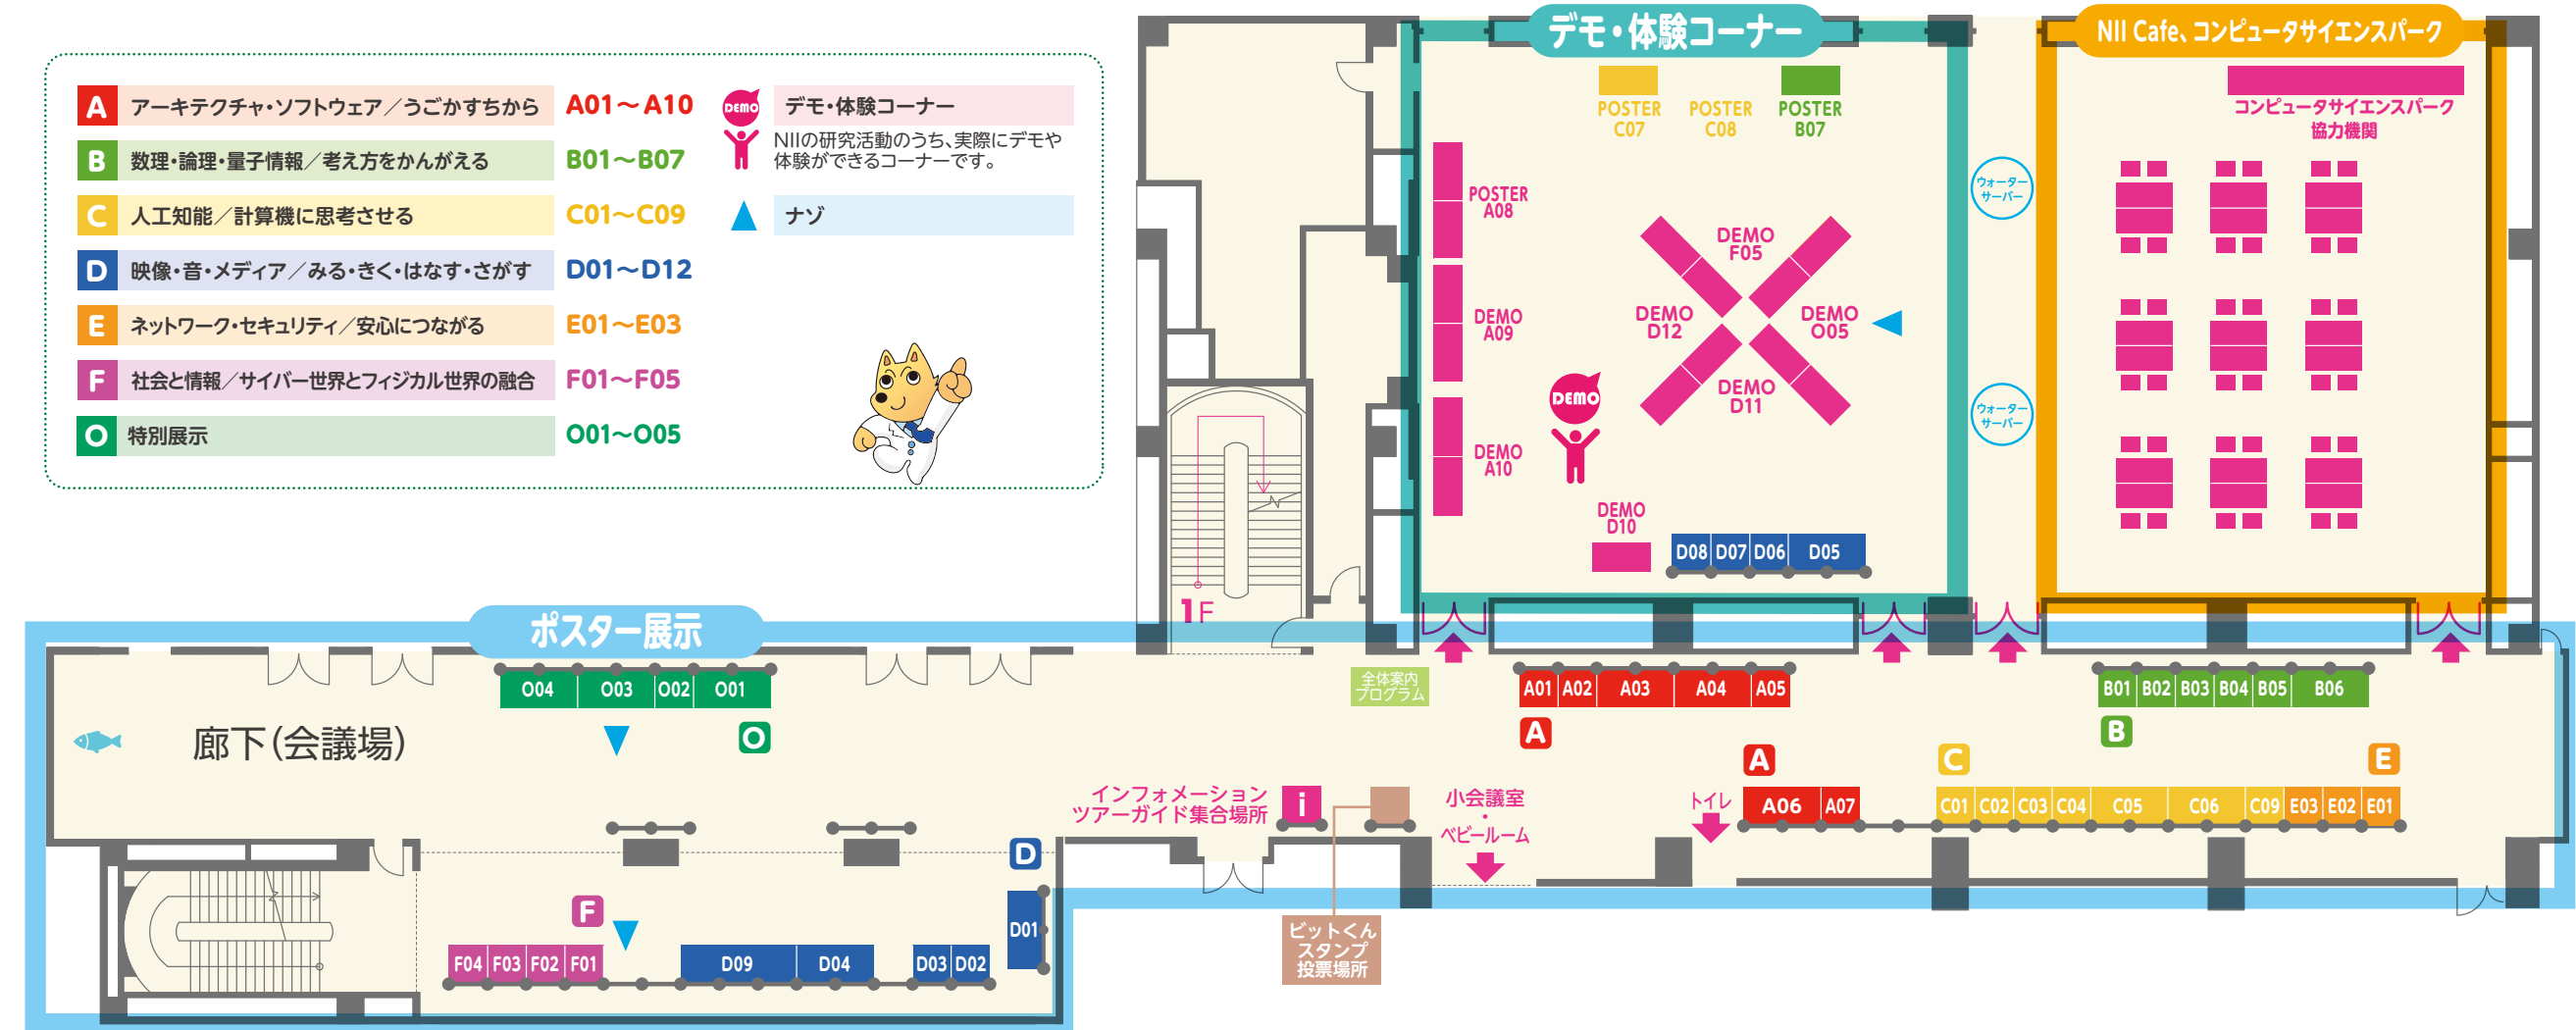 A アーキテクチャ・ソフトウェア／うごかすちから A01～A10
B 数理・論理・量子情報／考え方をかんがえる B01～B07
C 人工知能／計算機に思考させる C01～C09
D 映像・音・メディア／みる・きく・はなす・さがす D01～D12
E ネットワーク・セキュリティ／安心につながる E01～E03
F 社会と情報／サイバー世界とフィジカル世界の融合 F01～F05
O 特別展示 O01～O05
DEMO デモ・体験コーナー
NIIの研究活動のうち、実際にデモや
体験ができるコーナーです。
ナゾ
デモ・体験コーナー
POSTER
C07
POSTER
C08
POSTER
B07
POSTER
A08
DEMO
A09
DEMO
A10
DEMO
F05
DEMO
D12
DEMO
O05
DEMO
D11
DEMO
DEMO
D10
D08 D07 D06 D05
ウォーター
サーバー
ウォーター
サーバー
NII Cafe、コンピュータサイエンスパーク
コンピュータサイエンスパーク
協力機関
1F
ポスター展示
O04 O03 O02 O01
O
廊下(会議場)
全体案内
プログラム
A01 A02 A03 A04 A05
A
B01 B02 B03 B04 B05 B06
B
インフォメーション
ツアーガイド集合場所
i
小会議室
・
ベビールーム
トイレ
A
A06 A07
C
E
C01 C02 C03 C04 C05 C06 C09 E03 E02 E01
D
D01
F
F04 F03 F02 F01
D09 D04
D03 D02
ビットくん
スタンプ
投票場所